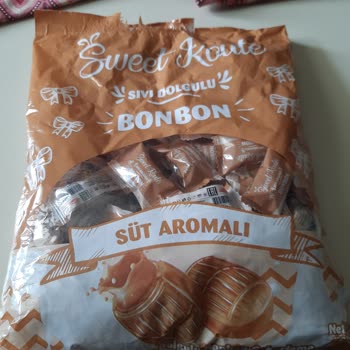 Sweet Route
SIVI DOLGULU
BONBON
SÜT AROMALI